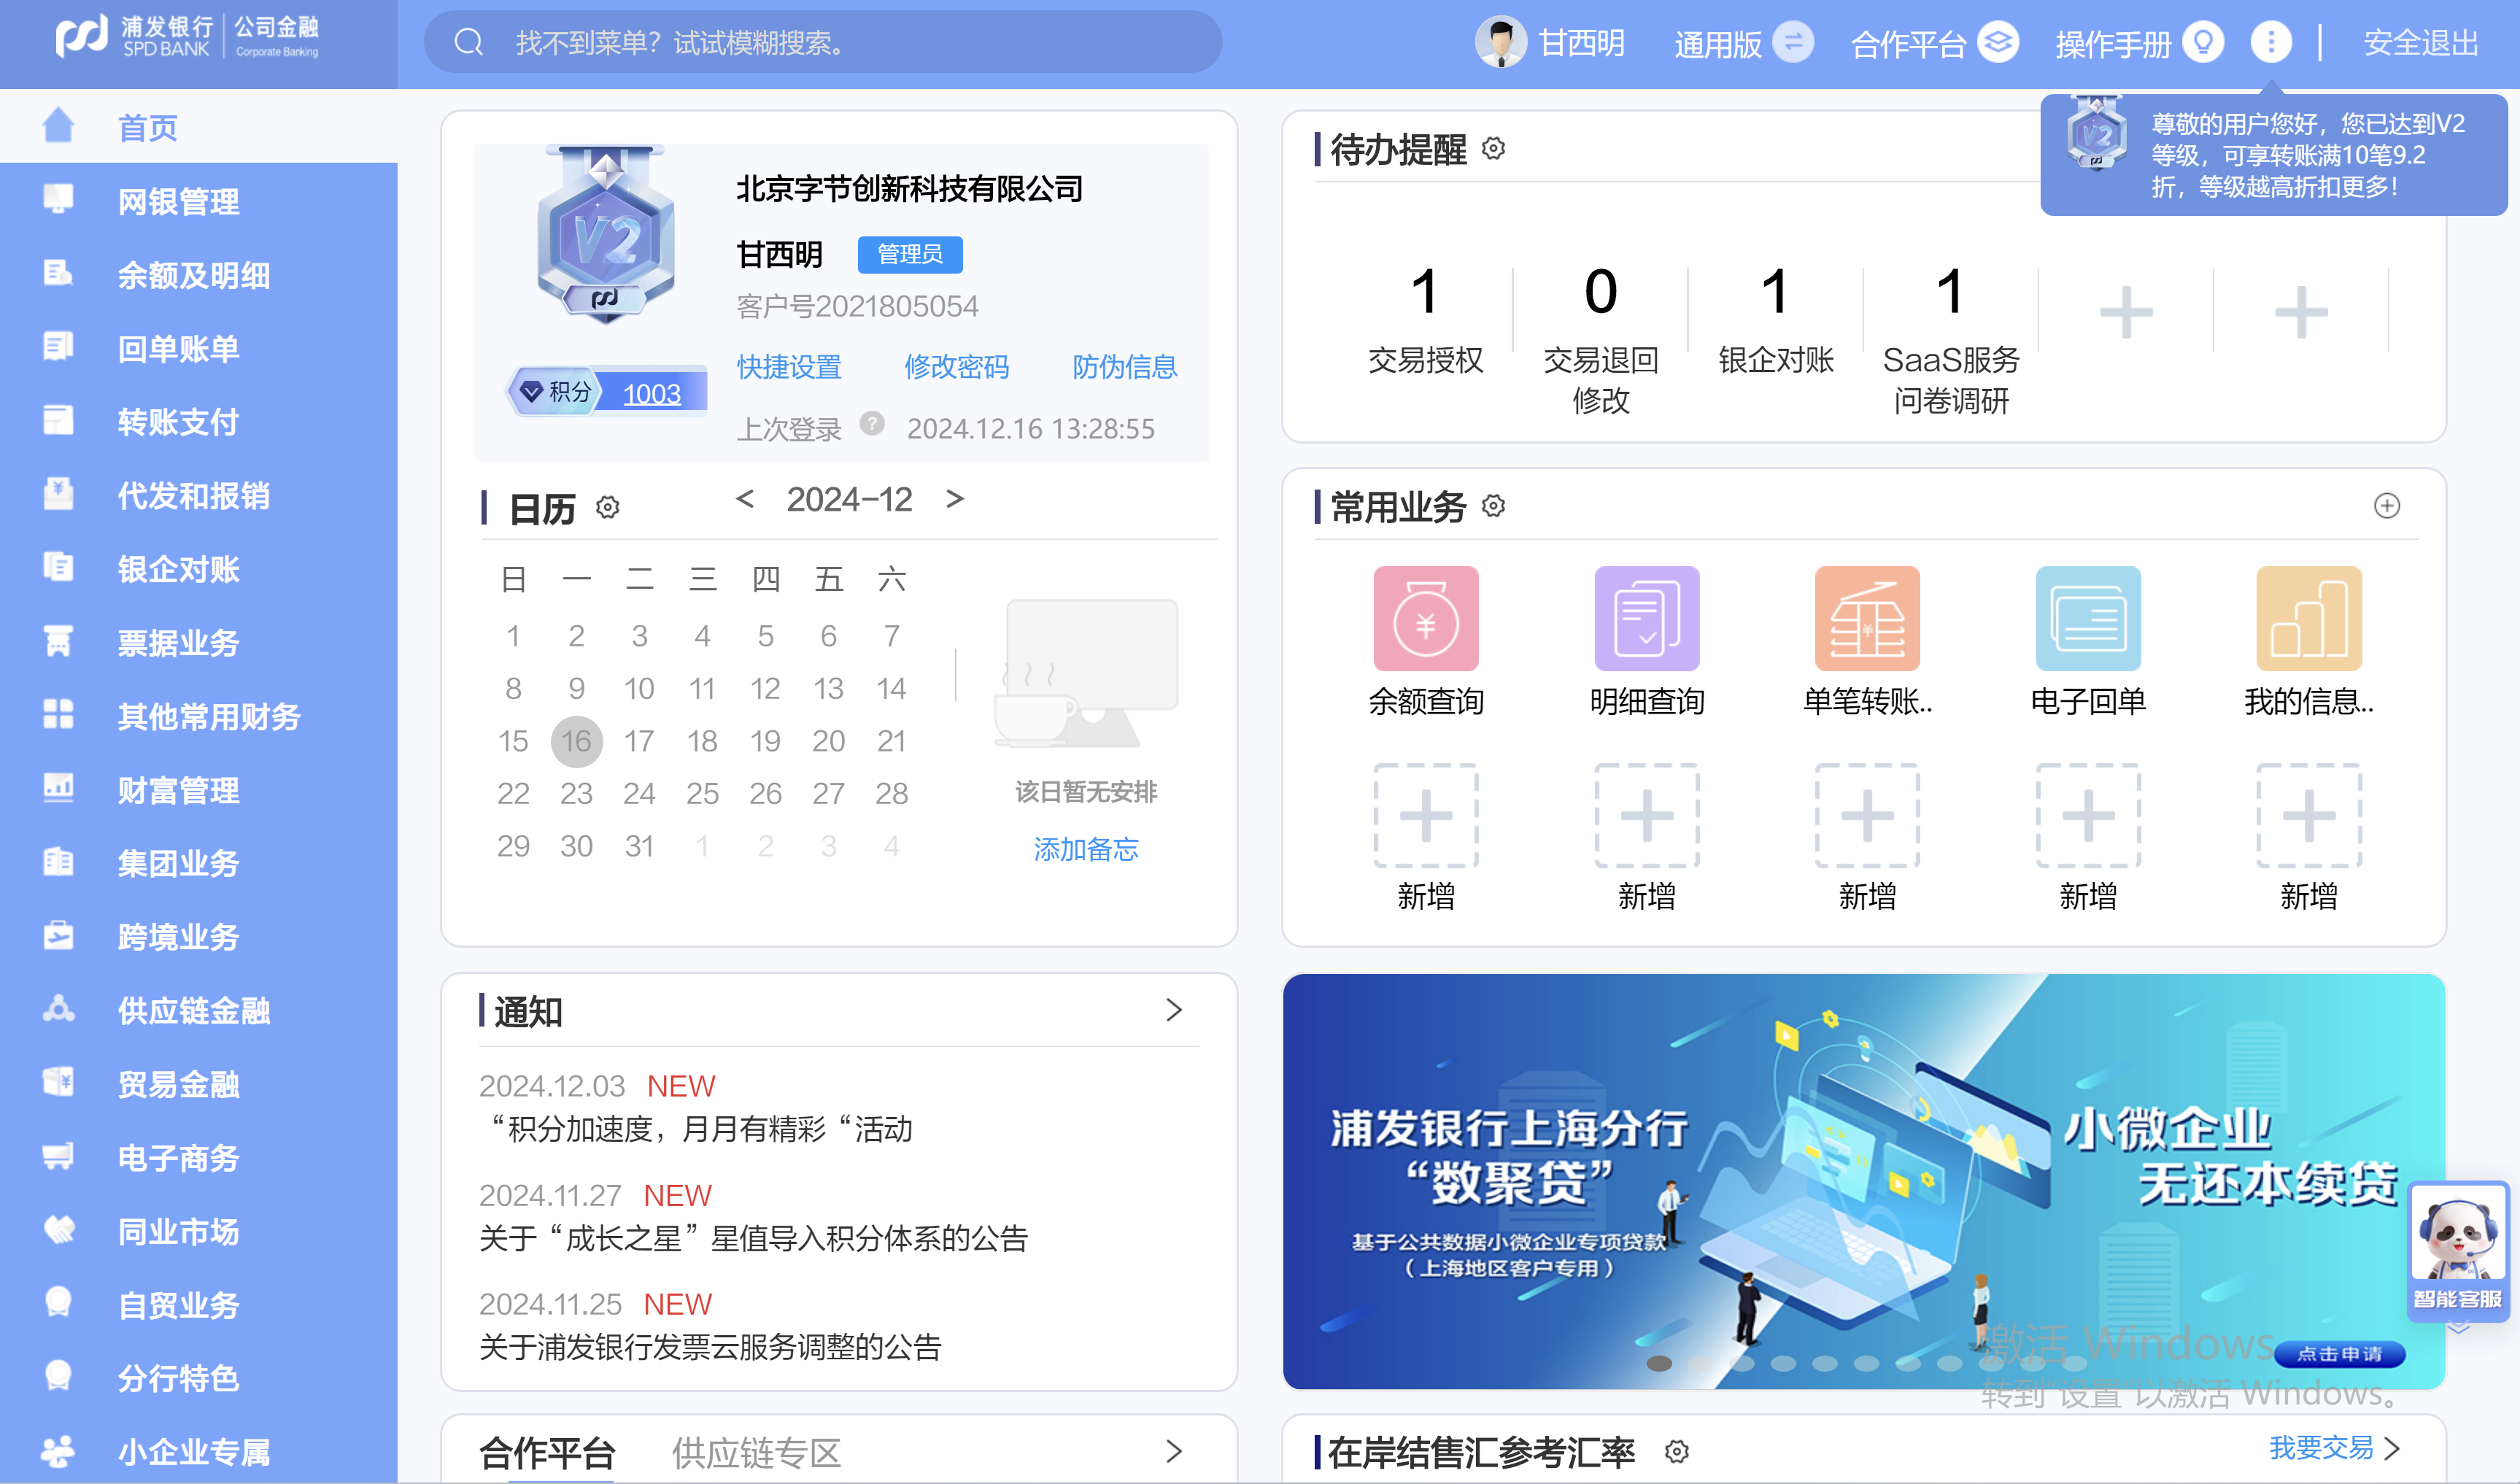 浦发银行 公司金融
SPD BANK Corporate Banking
找不到菜单？试试模糊搜索。
甘西明
通用版
合作平台
操作手册
安全退出
尊敬的用户您好，您已达到V2
等级，可享转账满10笔9.2
折，等级越高折扣更多！
首页
网银管理
余额及明细
回单账单
转账支付
代发和报销
银企对账
票据业务
其他常用财务
财富管理
集团业务
跨境业务
供应链金融
贸易金融
电子商务
同业市场
自贸业务
分行特色
小企业专属
V2
积分 1003
北京字节创新科技有限公司
甘西明 管理员
客户号2021805054
快捷设置 修改密码 防伪信息
上次登录 ? 2024.12.16 13:28:55
日历 < 2024-12 >
日 一 二 三 四 五 六
1 2 3 4 5 6 7
8 9 10 11 12 13 14
15 16 17 18 19 20 21
22 23 24 25 26 27 28
29 30 31 1 2 3 4
该日暂无安排
添加备忘
待办提醒
1 0 1 1
交易授权 交易退回 银企对账 SaaS服务
修改 问卷调研
常用业务
余额查询 明细查询 单笔转账.. 电子回单 我的信息..
新增 新增 新增 新增 新增
通知
2024.12.03 NEW
“积分加速度，月月有精彩“活动
2024.11.27 NEW
关于“成长之星”星值导入积分体系的公告
2024.11.25 NEW
关于浦发银行发票云服务调整的公告
浦发银行上海分行
“数聚贷”
基于公共数据小微企业专项贷款
（上海地区客户专用）
小微企业
无还本续贷
点击申请
智能客服
激活 Windows
转到"设置"以激活 Windows。
合作平台 供应链专区
在岸结售汇参考汇率
我要交易